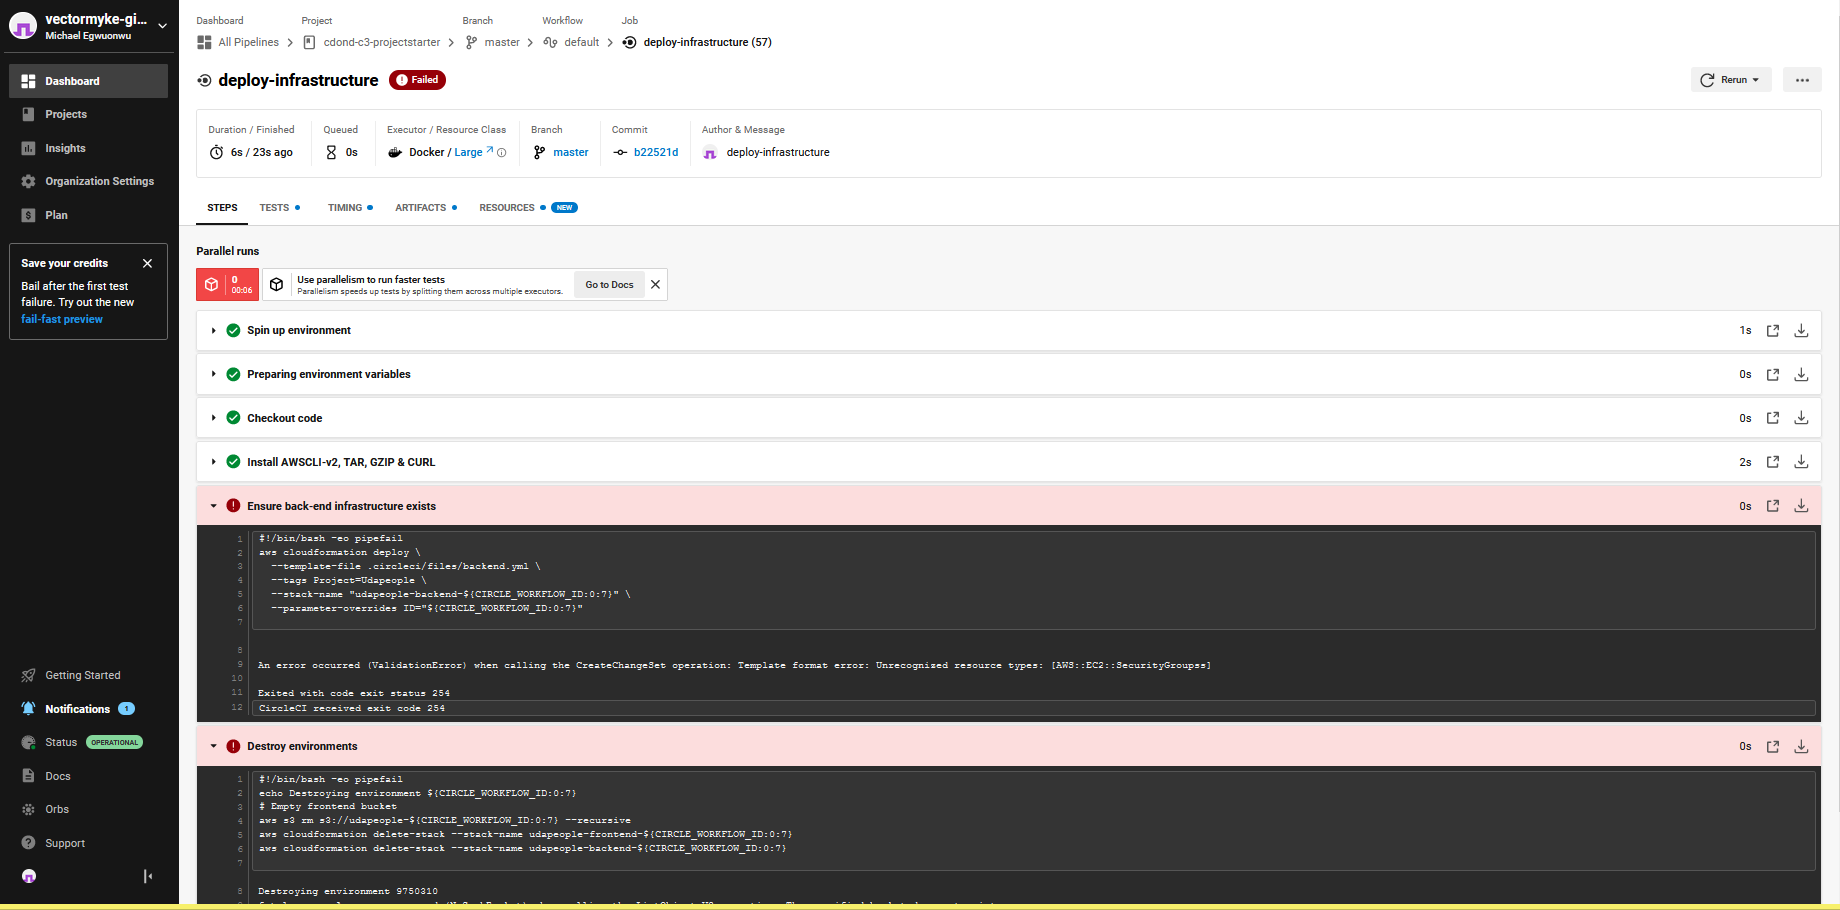 vectormyke-gi...
Michael Egwuonwu
Dashboard
Projects
Insights
Organization Settings
Plan
Save your credits
Bail after the first test
failure. Try out the new
fail-fast preview
Getting Started
Notifications 1
Status OPERATIONAL
Docs
Orbs
Support
Dashboard Project Branch Workflow Job
All Pipelines cdond-c3-projectstarter master default deploy-infrastructure (57)
deploy-infrastructure Failed
Rerun
Duration / Finished Queued Executor / Resource Class Branch Commit Author & Message
6s / 23s ago 0s Docker / Large master b22521d deploy-infrastructure
STEPS TESTS TIMING ARTIFACTS RESOURCES NEW
Parallel runs
0
00:06
Use parallelism to run faster tests
Parallelism speeds up tests by splitting them across multiple executors.
Go to Docs
Spin up environment 1s
Preparing environment variables 0s
Checkout code 0s
Install AWSCLI-v2, TAR, GZIP & CURL 2s
Ensure back-end infrastructure exists 0s
1 #!/bin/bash -eo pipefail
2 aws cloudformation deploy \
3 --template-file .circleci/files/backend.yml \
4 --tags Project=Udapeople \
5 --stack-name "udapeople-backend-${CIRCLE_WORKFLOW_ID:0:7}" \
6 --parameter-overrides ID="${CIRCLE_WORKFLOW_ID:0:7}"
7
8
9 An error occurred (ValidationError) when calling the CreateChangeSet operation: Template format error: Unrecognized resource types: [AWS::EC2::SecurityGroupss]
10
11 Exited with code exit status 254
12 CircleCI received exit code 254
Destroy environments 0s
1 #!/bin/bash -eo pipefail
2 echo Destroying environment ${CIRCLE_WORKFLOW_ID:0:7}
3 # Empty frontend bucket
4 aws s3 rm s3://udapeople-${CIRCLE_WORKFLOW_ID:0:7} --recursive
5 aws cloudformation delete-stack --stack-name udapeople-frontend-${CIRCLE_WORKFLOW_ID:0:7}
6 aws cloudformation delete-stack --stack-name udapeople-backend-${CIRCLE_WORKFLOW_ID:0:7}
7
8 Destroying environment 9750310